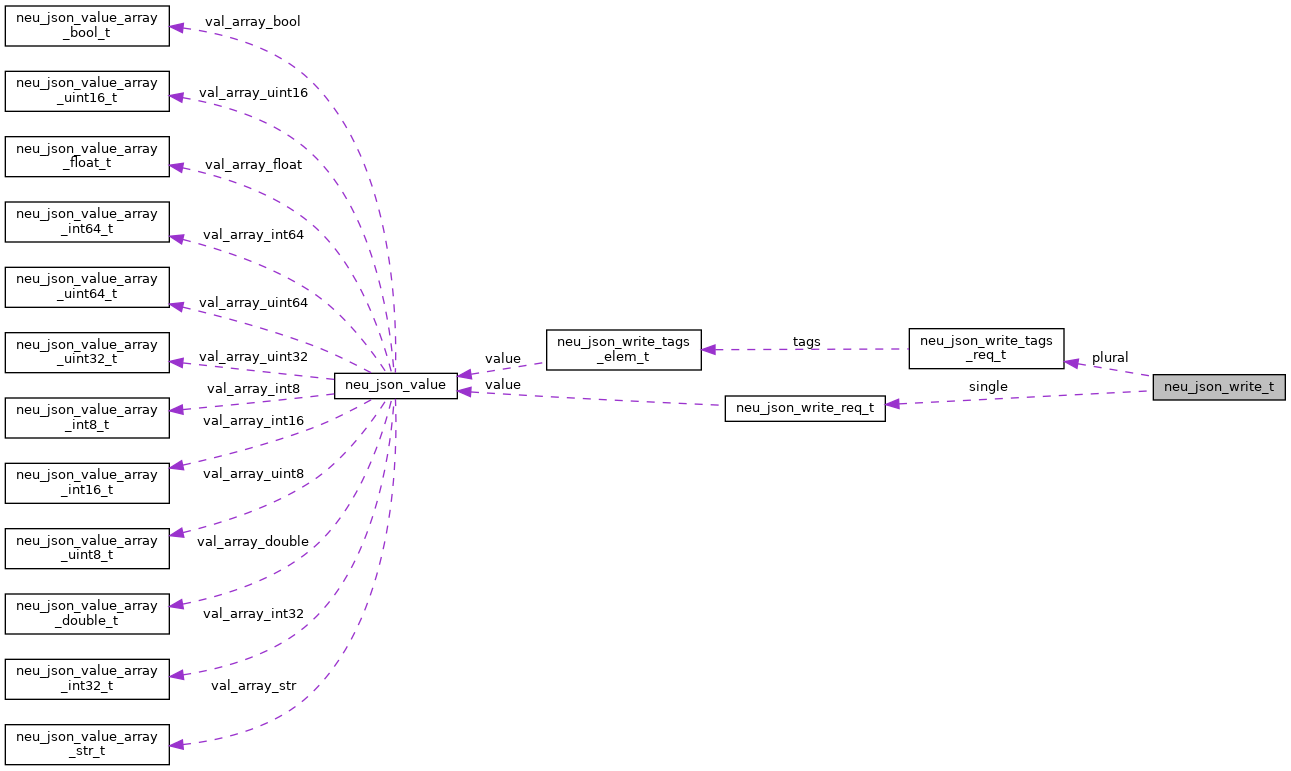 neu_json_value_array
_bool_t
val_array_bool
neu_json_value_array
_uint16_t
val_array_uint16
neu_json_value_array
_float_t
val_array_float
neu_json_value_array
_int64_t
val_array_int64
neu_json_value_array
_uint64_t
val_array_uint64
neu_json_value_array
_uint32_t
val_array_uint32
neu_json_value_array
_int8_t
val_array_int8
neu_json_value_array
_int16_t
val_array_int16
neu_json_value_array
_uint8_t
val_array_uint8
neu_json_value_array
_double_t
val_array_double
neu_json_value_array
_int32_t
val_array_int32
neu_json_value_array
_str_t
val_array_str
neu_json_value
value
value
neu_json_write_tags
_elem_t
tags
neu_json_write_req_t
neu_json_write_tags
_req_t
plural
single
neu_json_write_t